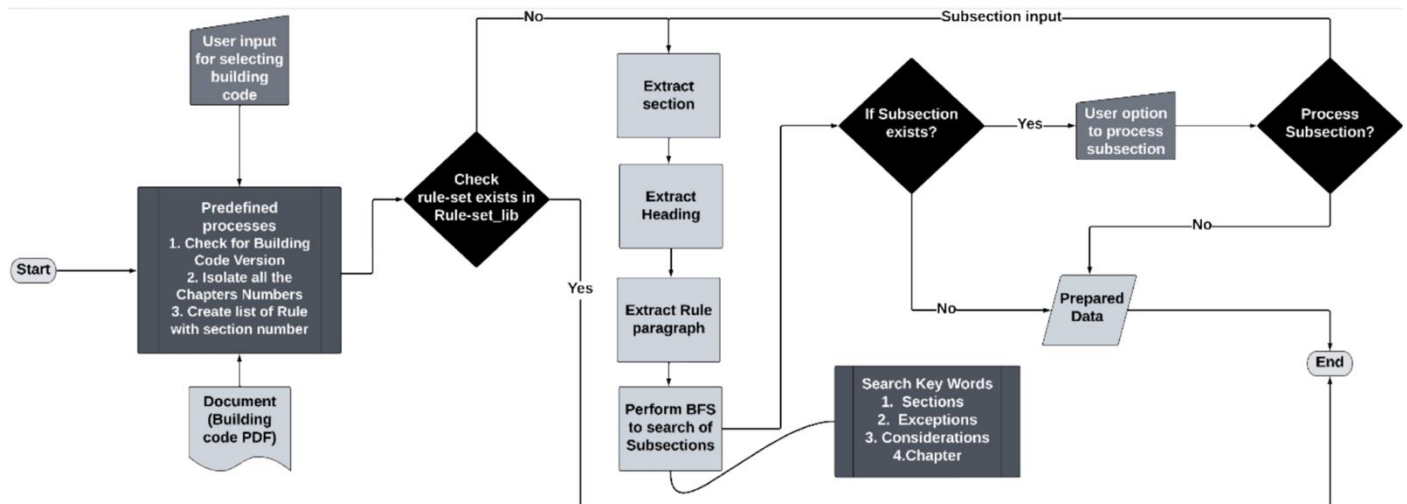 No
Subsection input
User input
for selecting
building
code
Extract
section
If Subsection
exists?
Yes
User option
to process
subsection
Process
Subsection?
Check
rule-set exists in
Rule-set_lib
Extract
Heading
Predefined
processes
1. Check for Building
Code Version
2. Isolate all the
Chapters Numbers
3. Create list of Rule
with section number
Start
Yes
No
Extract Rule
paragraph
No
Prepared
Data
End
Document
(Building
code PDF)
Perform BFS
to search of
Subsections
Search Key Words
1. Sections
2. Exceptions
3. Considerations
4.Chapter